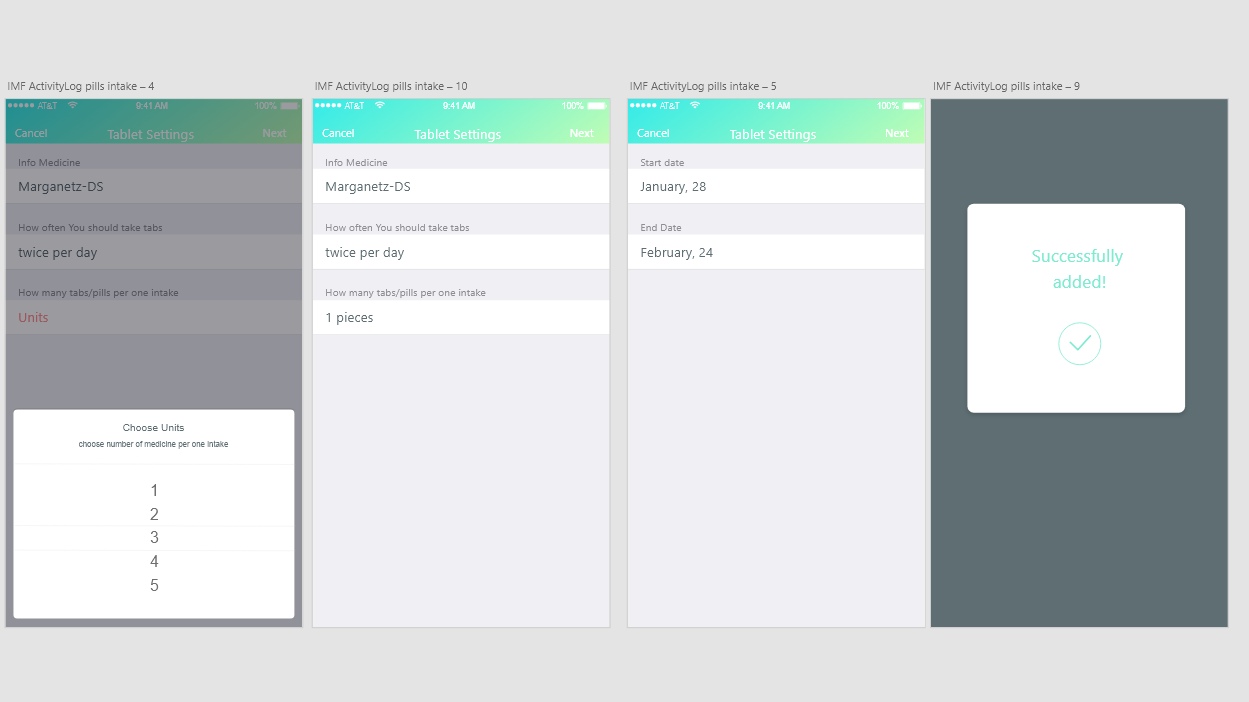 IMF ActivityLog pills intake – 4
AT&T 9:41 AM 100%
Cancel Tablet Settings Next
Info Medicine
Marganetz-DS
How often You should take tabs
twice per day
How many tabs/pills per one intake
Units
Choose Units
choose number of medicine per one intake
1
2
3
4
5
IMF ActivityLog pills intake – 10
AT&T 9:41 AM 100%
Cancel Tablet Settings Next
Info Medicine
Marganetz-DS
How often You should take tabs
twice per day
How many tabs/pills per one intake
1 pieces
IMF ActivityLog pills intake – 5
AT&T 9:41 AM 100%
Cancel Tablet Settings Next
Start date
January, 28
End Date
February, 24
IMF ActivityLog pills intake – 9
Successfully
added!